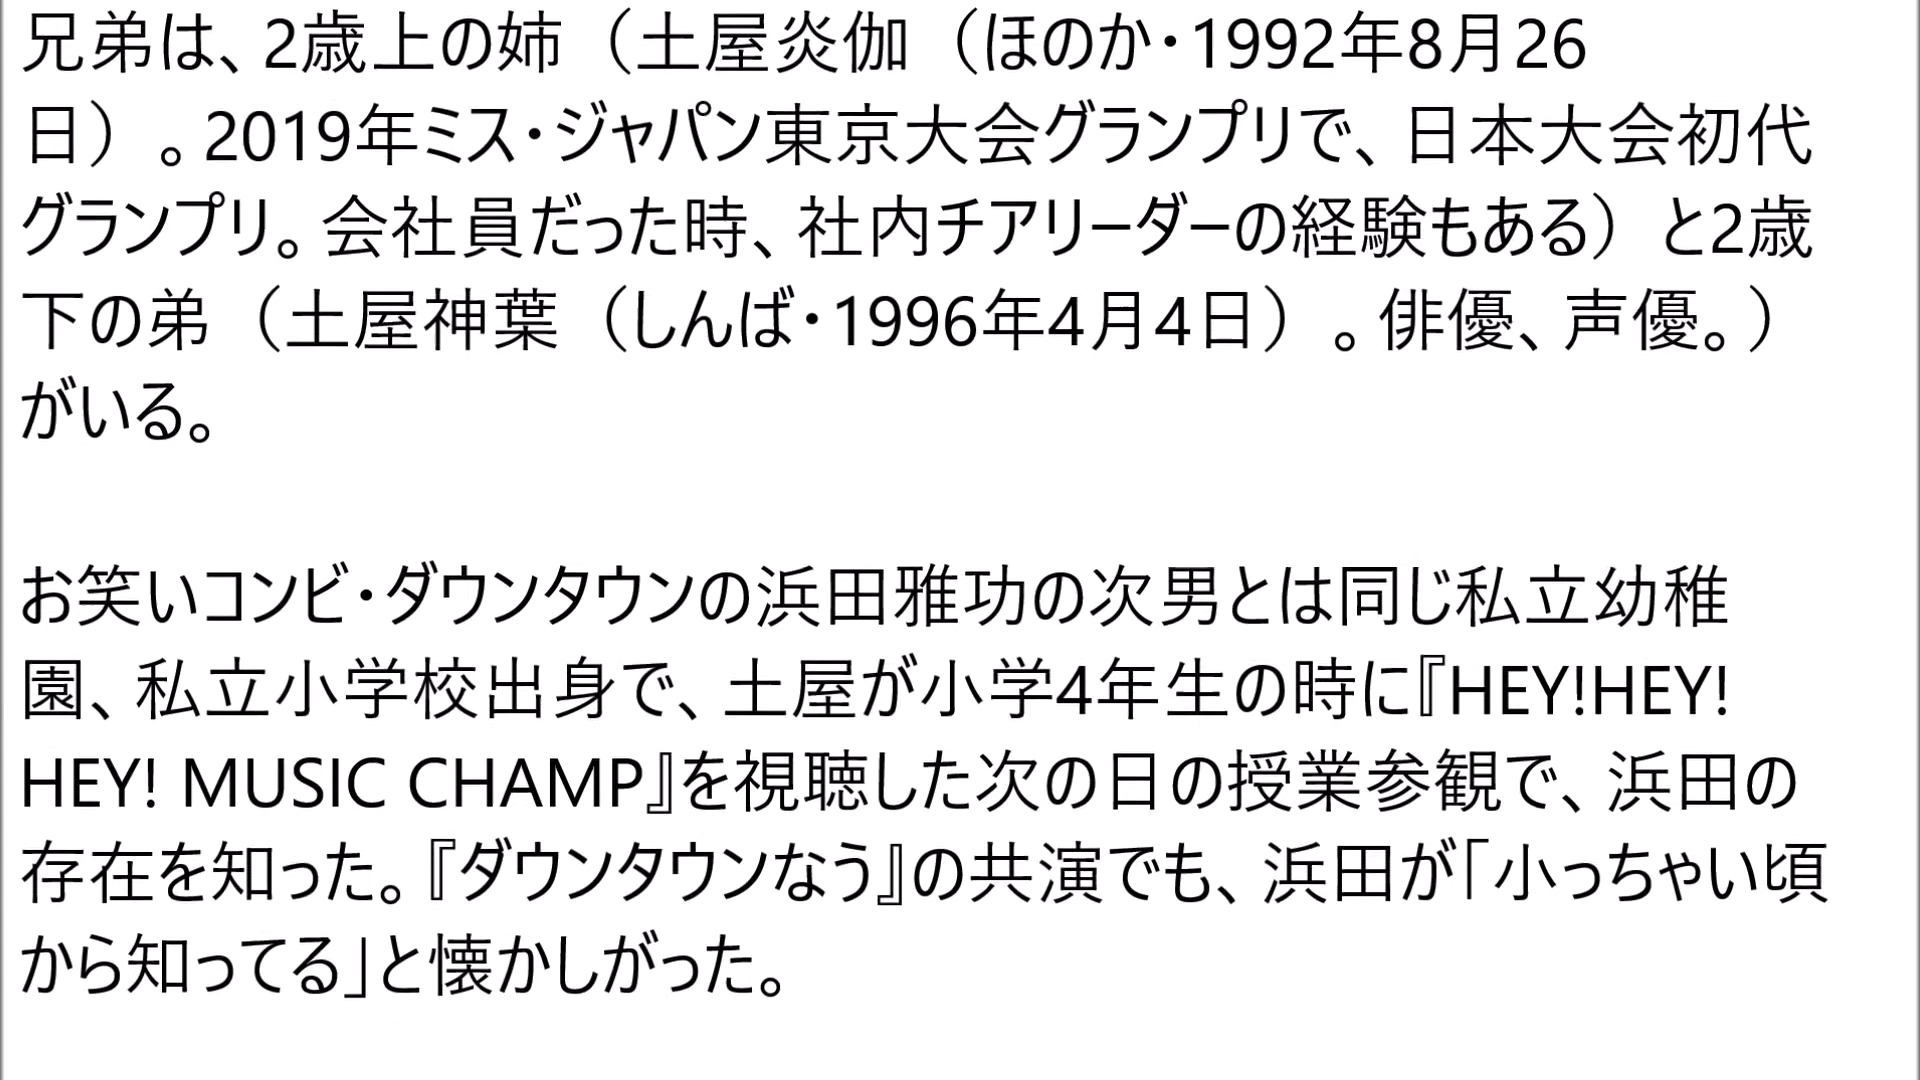 兄弟は、2歳上の姉（土屋炎伽（ほのか・1992年8月26
日）。2019年ミス・ジャパン東京大会グランプリで、日本大会初代
グランプリ。会社員だった時、社内チアリーダーの経験もある）と2歳
下の弟（土屋神葉（しんば・1996年4月4日）。俳優、声優。）
がいる。
お笑いコンビ・ダウンタウンの浜田雅功の次男とは同じ私立幼稚
園、私立小学校出身で、土屋が小学4年生の時に『HEY!HEY!
HEY! MUSIC CHAMP』を視聴した次の日の授業参観で、浜田の
存在を知った。『ダウンタウンなう』の共演でも、浜田が「小っちゃい頃
から知ってる」と懐かしがった。